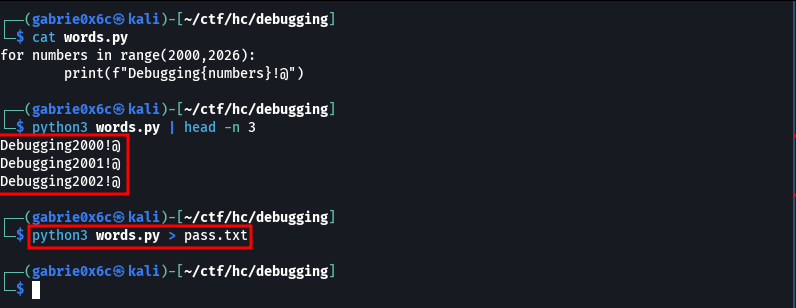 ┌──(gabrie0x6c㉿kali)-[~/ctf/hc/debugging]
└─$ cat words.py
for numbers in range(2000,2026):
        print(f"Debugging{numbers}!@")
┌──(gabrie0x6c㉿kali)-[~/ctf/hc/debugging]
└─$ python3 words.py | head -n 3
Debugging2000!@
Debugging2001!@
Debugging2002!@
┌──(gabrie0x6c㉿kali)-[~/ctf/hc/debugging]
└─$ python3 words.py > pass.txt
┌──(gabrie0x6c㉿kali)-[~/ctf/hc/debugging]
└─$